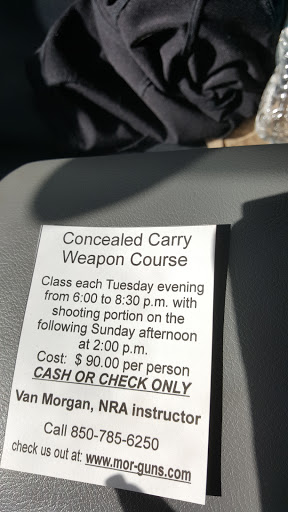 Concealed Carry
Weapon Course
Class each Tuesday evening
from 6:00 to 8:30 p.m. with
shooting portion on the
following Sunday afternoon
at 2:00 p.m.
Cost: $ 90.00 per person
CASH OR CHECK ONLY
Van Morgan, NRA instructor
Call 850-785-6250
check us out at: www.mor-guns.com